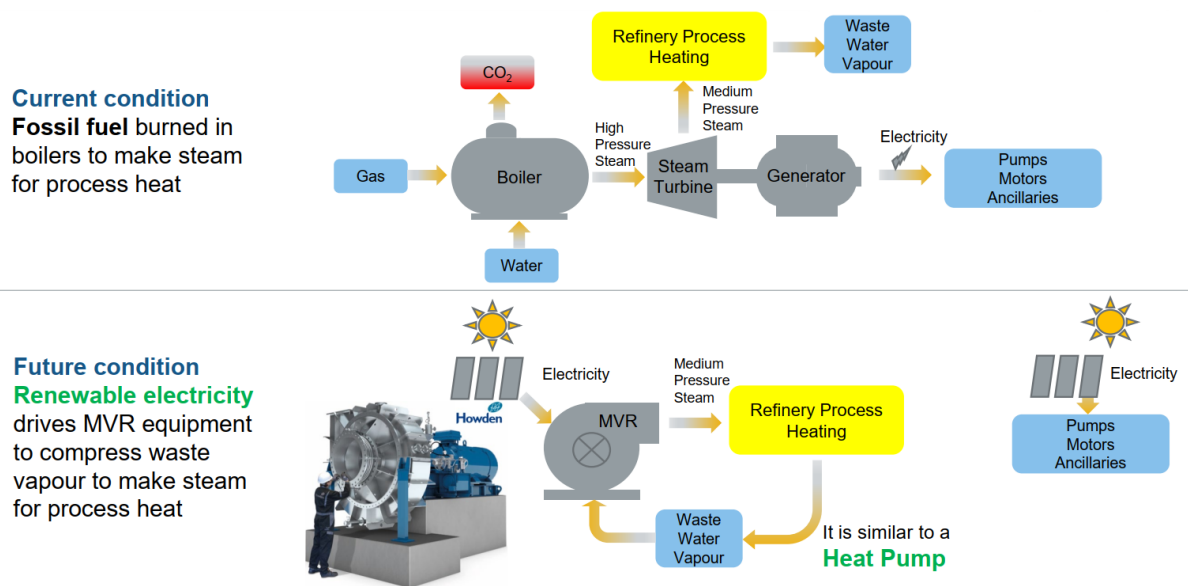 Current condition
Fossil fuel burned in
boilers to make steam
for process heat
Gas
CO₂
Boiler
Water
High
Pressure
Steam
Steam
Turbine
Medium
Pressure
Steam
Refinery Process
Heating
Waste
Water
Vapour
Generator
Electricity
Pumps
Motors
Ancillaries
Future condition
Renewable electricity
drives MVR equipment
to compress waste
vapour to make steam
for process heat
Howden
Electricity
MVR
Medium
Pressure
Steam
Refinery Process
Heating
Waste
Water
Vapour
It is similar to a
Heat Pump
Electricity
Pumps
Motors
Ancillaries